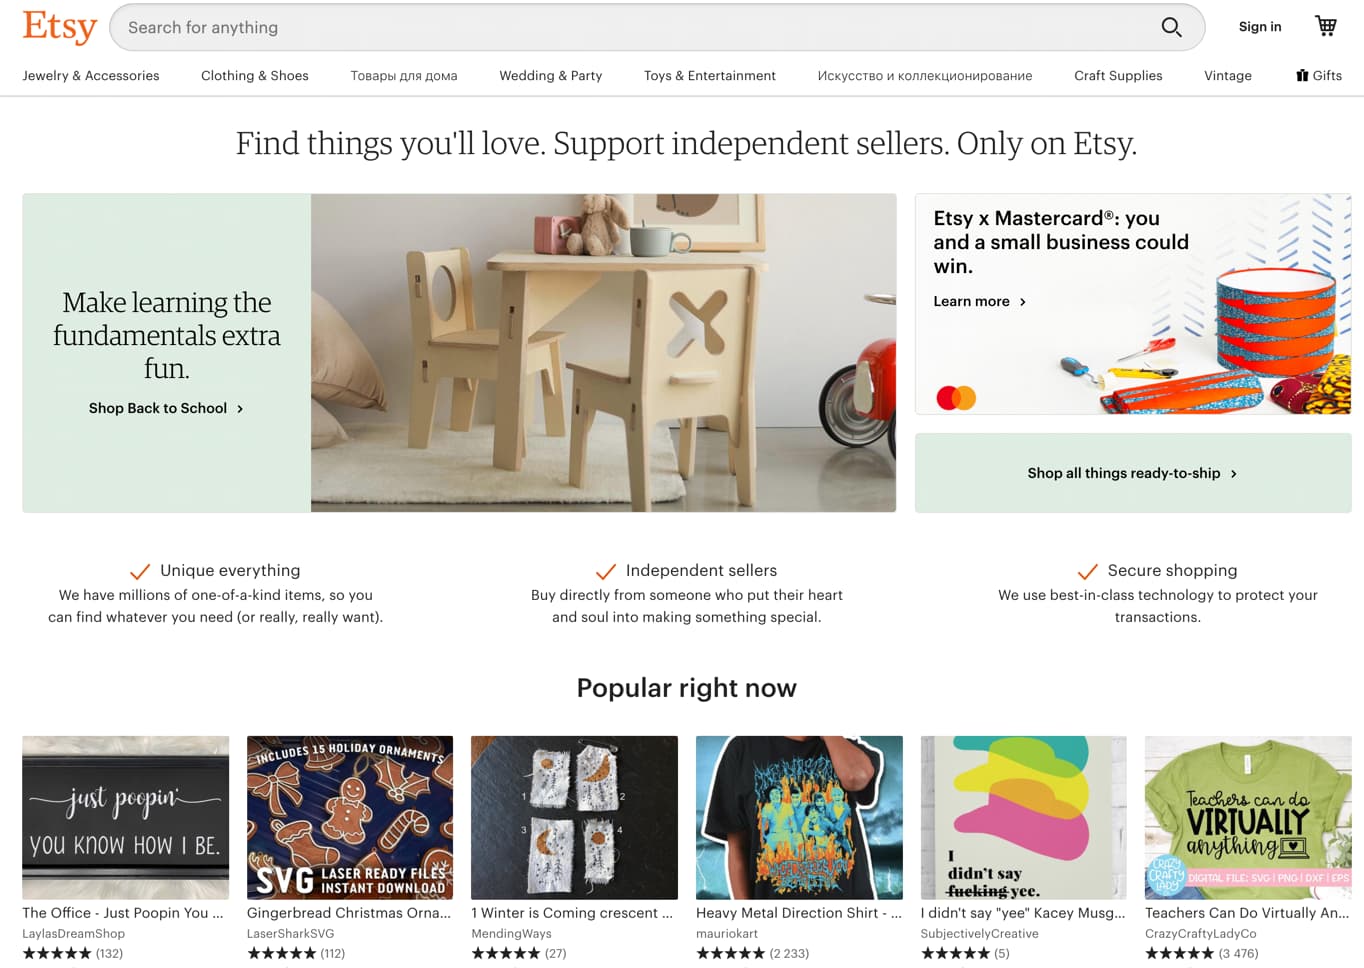 Etsy
Search for anything
Sign in
Jewelry & Accessories
Clothing & Shoes
Товары для дома
Wedding & Party
Toys & Entertainment
Искусство и коллекционирование
Craft Supplies
Vintage
Gifts
Find things you'll love. Support independent sellers. Only on Etsy.
Make learning the
fundamentals extra
fun.
Shop Back to School
Etsy x Mastercard®: you
and a small business could
win.
Learn more
Shop all things ready-to-ship
Unique everything
We have millions of one-of-a-kind items, so you
can find whatever you need (or really, really want).
Independent sellers
Buy directly from someone who put their heart
and soul into making something special.
Secure shopping
We use best-in-class technology to protect your
transactions.
Popular right now
just poopin'
YOU KNOW HOW I BE.
The Office - Just Poopin You ...
LaylasDreamShop
(132)
INCLUDES 15 HOLIDAY ORNAMENTS
SVG LASER READY FILES
INSTANT DOWNLOAD
Gingerbread Christmas Orna...
LaserSharkSVG
(112)
1
2
3
4
1 Winter is Coming crescent ...
MendingWays
(27)
Heavy Metal Direction Shirt - ...
mauriokart
(2 233)
I
didn't say
fucking yee.
I didn't say "yee" Kacey Musg...
SubjectivelyCreative
(5)
Teachers can do
VIRTUALLY
anything
CRAZY
CRAFTY
LADY
DIGITAL FILE: SVG | PNG | DXF | EPS
Teachers Can Do Virtually An...
CrazyCraftyLadyCo
(3 476)